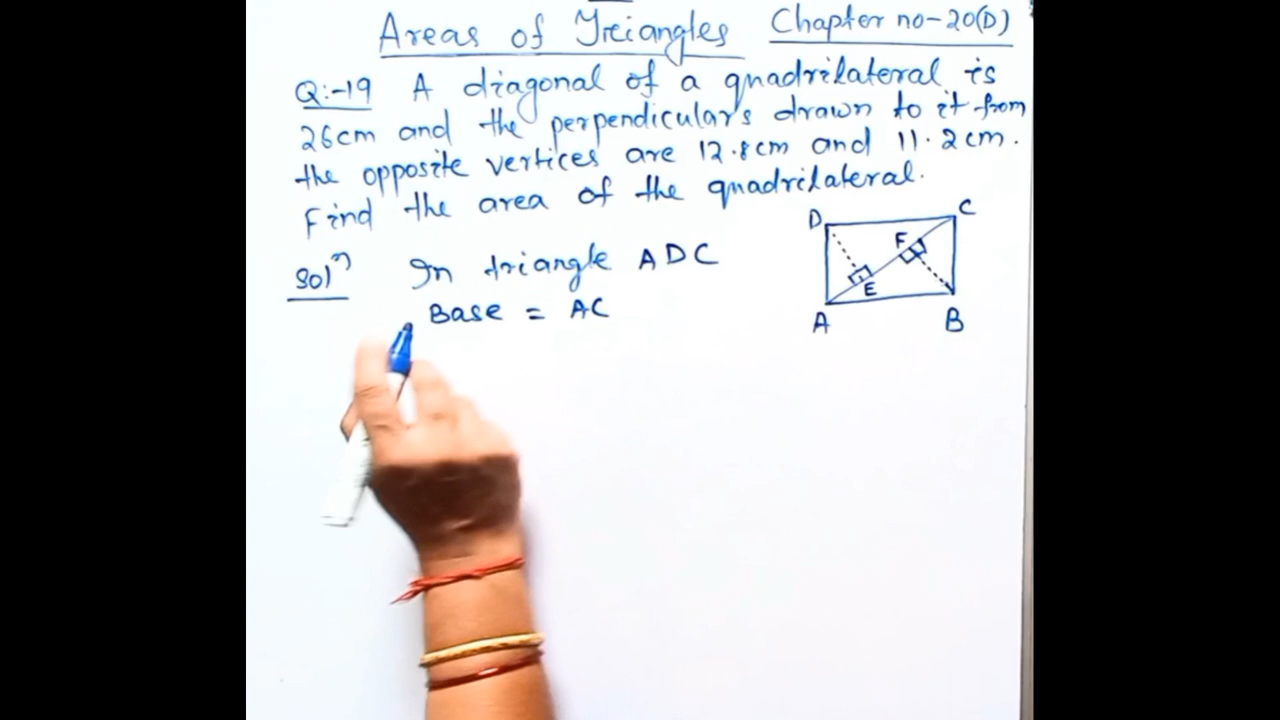 Areas of Treiangles Chapter no-20(D)
Q:-19 A diagonal of a quadrilateral is
26cm and the perpendiculars drawn to it from
the opposite vertices are 12.8cm and 11.2cm.
Find the area of the quadrilateral.
Solⁿ) In triangle ADC
Base = AC
D C
F
E
A B